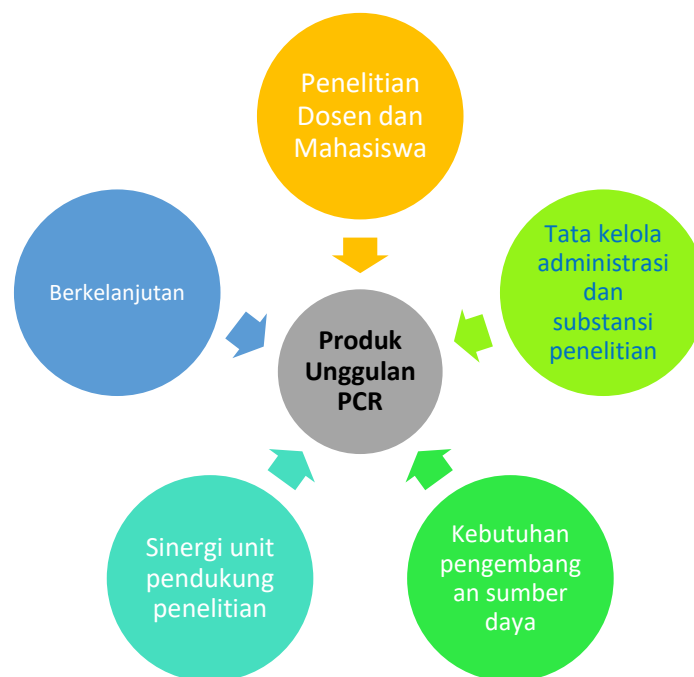 Penelitian
Dosen dan
Mahasiswa
Tata kelola
administrasi
dan
substansi
penelitian
Kebutuhan
pengembang
an sumber
daya
Sinergi unit
pendukung
penelitian
Berkelanjutan
Produk
Unggulan
PCR